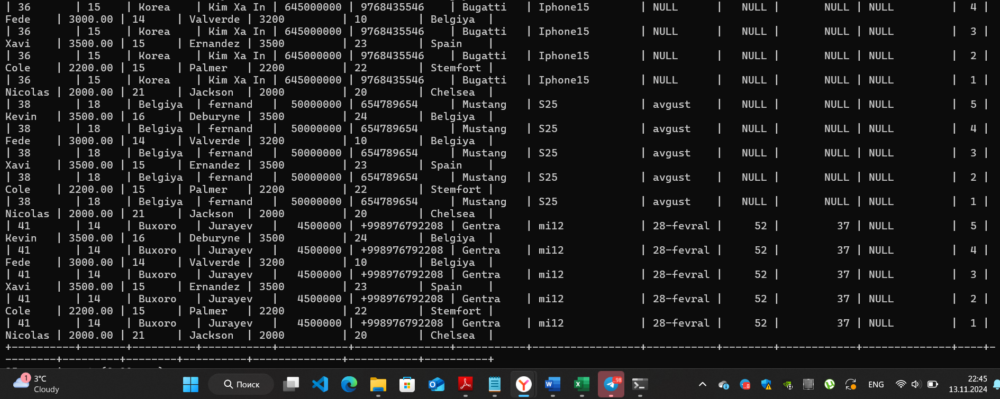 | 36       | 15    | Korea    | Kim Xa In | 645000000 | 9768435546    | Bugatti   | Iphone15        | NULL      |   NULL |        NULL | NULL         |  4 |
Fede    | 3000.00 | 14     | Valverde | 3200         | 10        | Belgiya  |
| 36       | 15    | Korea    | Kim Xa In | 645000000 | 9768435546    | Bugatti   | Iphone15        | NULL      |   NULL |        NULL | NULL         |  3 |
Xavi    | 3500.00 | 15     | Ernandez | 3500         | 23        | Spain    |
| 36       | 15    | Korea    | Kim Xa In | 645000000 | 9768435546    | Bugatti   | Iphone15        | NULL      |   NULL |        NULL | NULL         |  2 |
Cole    | 2200.00 | 15     | Palmer   | 2200         | 22        | Stemfort |
| 36       | 15    | Korea    | Kim Xa In | 645000000 | 9768435546    | Bugatti   | Iphone15        | NULL      |   NULL |        NULL | NULL         |  1 |
Nicolas | 2000.00 | 21     | Jackson  | 2000         | 20        | Chelsea  |
| 38       | 18    | Belgiya  | fernand   |  50000000 | 654789654     | Mustang   | S25             | avgust    |   NULL |        NULL | NULL         |  5 |
Kevin   | 3500.00 | 16     | Deburyne | 3500         | 24        | Belgiya  |
| 38       | 18    | Belgiya  | fernand   |  50000000 | 654789654     | Mustang   | S25             | avgust    |   NULL |        NULL | NULL         |  4 |
Fede    | 3000.00 | 14     | Valverde | 3200         | 10        | Belgiya  |
| 38       | 18    | Belgiya  | fernand   |  50000000 | 654789654     | Mustang   | S25             | avgust    |   NULL |        NULL | NULL         |  3 |
Xavi    | 3500.00 | 15     | Ernandez | 3500         | 23        | Spain    |
| 38       | 18    | Belgiya  | fernand   |  50000000 | 654789654     | Mustang   | S25             | avgust    |   NULL |        NULL | NULL         |  2 |
Cole    | 2200.00 | 15     | Palmer   | 2200         | 22        | Stemfort |
| 38       | 18    | Belgiya  | fernand   |  50000000 | 654789654     | Mustang   | S25             | avgust    |   NULL |        NULL | NULL         |  1 |
Nicolas | 2000.00 | 21     | Jackson  | 2000         | 20        | Chelsea  |
| 41       | 14    | Buxoro   | Jurayev   |   4500000 | +998976792208 | Gentra    | mi12            | 28-fevral |     52 |          37 | NULL         |  5 |
Kevin   | 3500.00 | 16     | Deburyne | 3500         | 24        | Belgiya  |
| 41       | 14    | Buxoro   | Jurayev   |   4500000 | +998976792208 | Gentra    | mi12            | 28-fevral |     52 |          37 | NULL         |  4 |
Fede    | 3000.00 | 14     | Valverde | 3200         | 10        | Belgiya  |
| 41       | 14    | Buxoro   | Jurayev   |   4500000 | +998976792208 | Gentra    | mi12            | 28-fevral |     52 |          37 | NULL         |  3 |
Xavi    | 3500.00 | 15     | Ernandez | 3500         | 23        | Spain    |
| 41       | 14    | Buxoro   | Jurayev   |   4500000 | +998976792208 | Gentra    | mi12            | 28-fevral |     52 |          37 | NULL         |  2 |
Cole    | 2200.00 | 15     | Palmer   | 2200         | 22        | Stemfort |
| 41       | 14    | Buxoro   | Jurayev   |   4500000 | +998976792208 | Gentra    | mi12            | 28-fevral |     52 |          37 | NULL         |  1 |
Nicolas | 2000.00 | 21     | Jackson  | 2000         | 20        | Chelsea  |
1
3°C
Cloudy
Поиск
98
ENG
22:45
13.11.2024